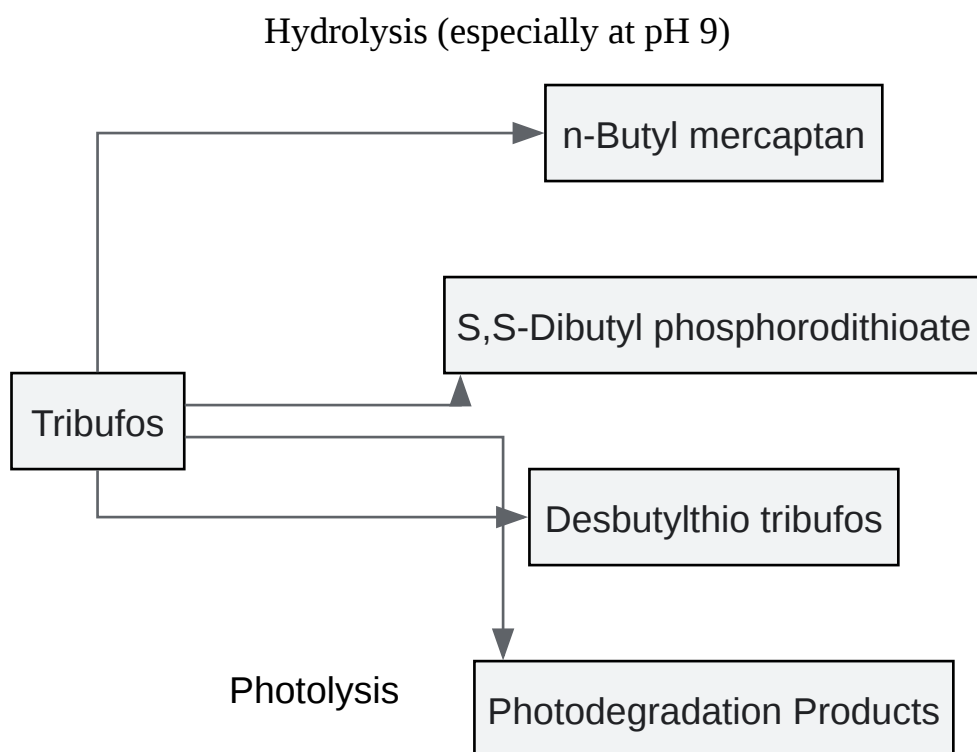 Hydrolysis (especially at pH 9)
n-Butyl mercaptan
S,S-Dibutyl phosphorodithioate
Tribufos
Desbutylthio tribufos
Photolysis
Photodegradation Products